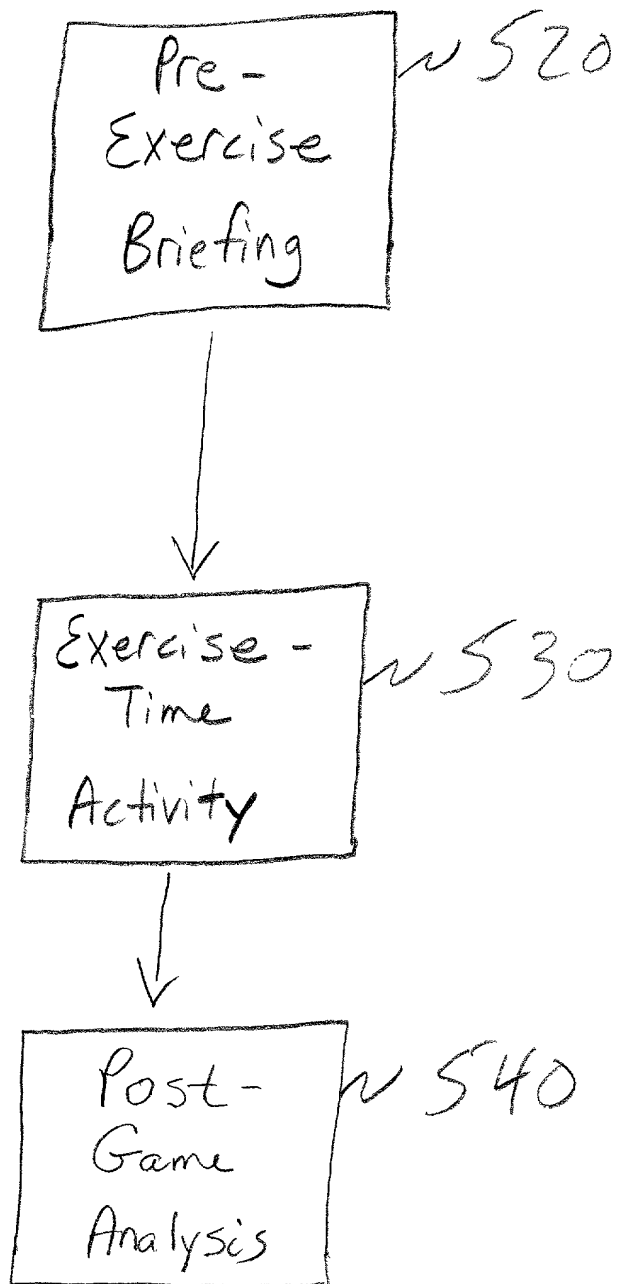 Pre-
Exercise
Briefing
520
Exercise-
Time
Activity
530
Post-
Game
Analysis
540